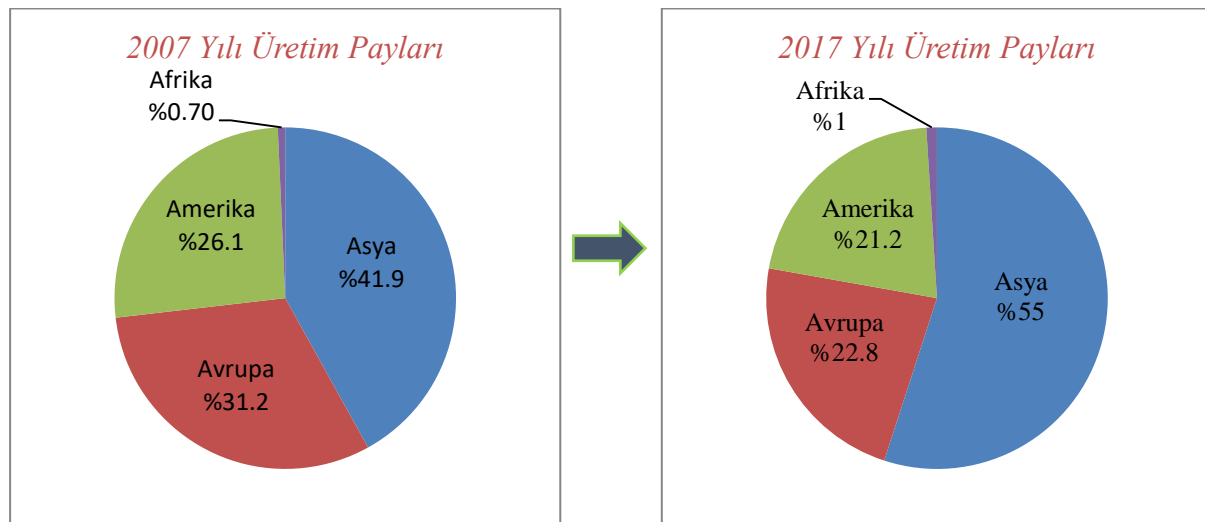 2007 Yılı Üretim Payları
Afrika
%0.70
Amerika
%26.1
Asya
%41.9
Avrupa
%31.2
2017 Yılı Üretim Payları
Afrika
%1
Amerika
%21.2
Asya
%55
Avrupa
%22.8